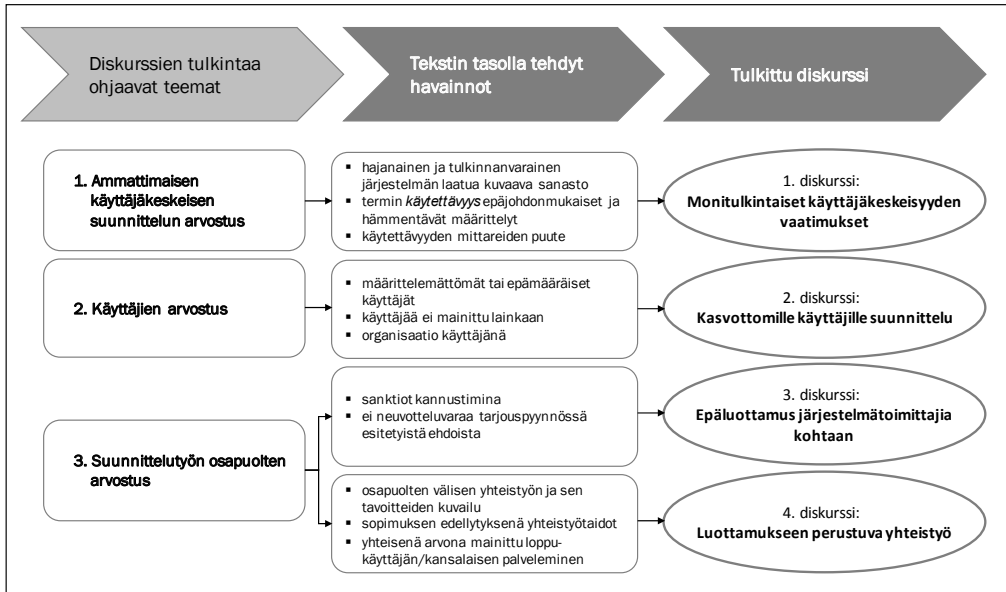 Diskurssien tulkintaa
ohjaavat teemat
Tekstin tasolla tehdyt
havainnot
Tulkittu diskurssi
1. Ammattimaisen
käyttäjäkeskeisen
suunnittelun arvostus
▪ hajanainen ja tulkinnanvarainen
järjestelmän laatua kuvaava sanasto
▪ termin käytettävyys epäjohdonmukaiset ja
hämmentävät määrittelyt
▪ käytettävyyden mittareiden puute
1. diskurssi:
Monitulkintaiset käyttäjäkeskeisyyden
vaatimukset
2. Käyttäjien arvostus
▪ määrittelemättömät tai epämääräiset
käyttäjät
▪ käyttäjää ei mainittu lainkaan
▪ organisaatio käyttäjänä
2. diskurssi:
Kasvottomille käyttäjille suunnittelu
3. Suunnittelutyön osapuolten
arvostus
▪ sanktiot kannustimina
▪ ei neuvotteluvaraa tarjouspyynnössä
esitetyistä ehdoista
3. diskurssi:
Epäluottamus järjestelmätoimittajia
kohtaan
▪ osapuolten välisen yhteistyön ja sen
tavoitteiden kuvailu
▪ sopimuksen edellytyksenä yhteistyötaidot
▪ yhteisenä arvona mainittu loppu-
käyttäjän/kansalaisen palveleminen
4. diskurssi:
Luottamukseen perustuva yhteistyö